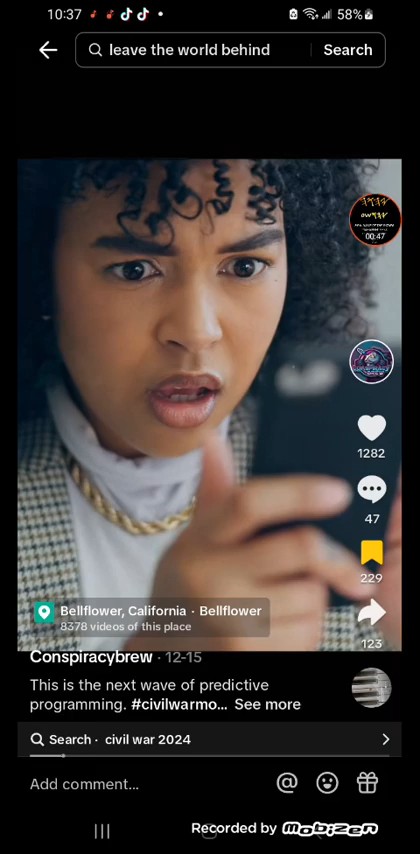 10:37
58%
leave the world behind
Search
00:47
1282
47
229
Bellflower, California · Bellflower
8378 videos of this place
123
Conspiracybrew · 12-15
This is the next wave of predictive
programming. #civilwarmo... See more
Search · civil war 2024
Add comment...
Recorded by Mobizen